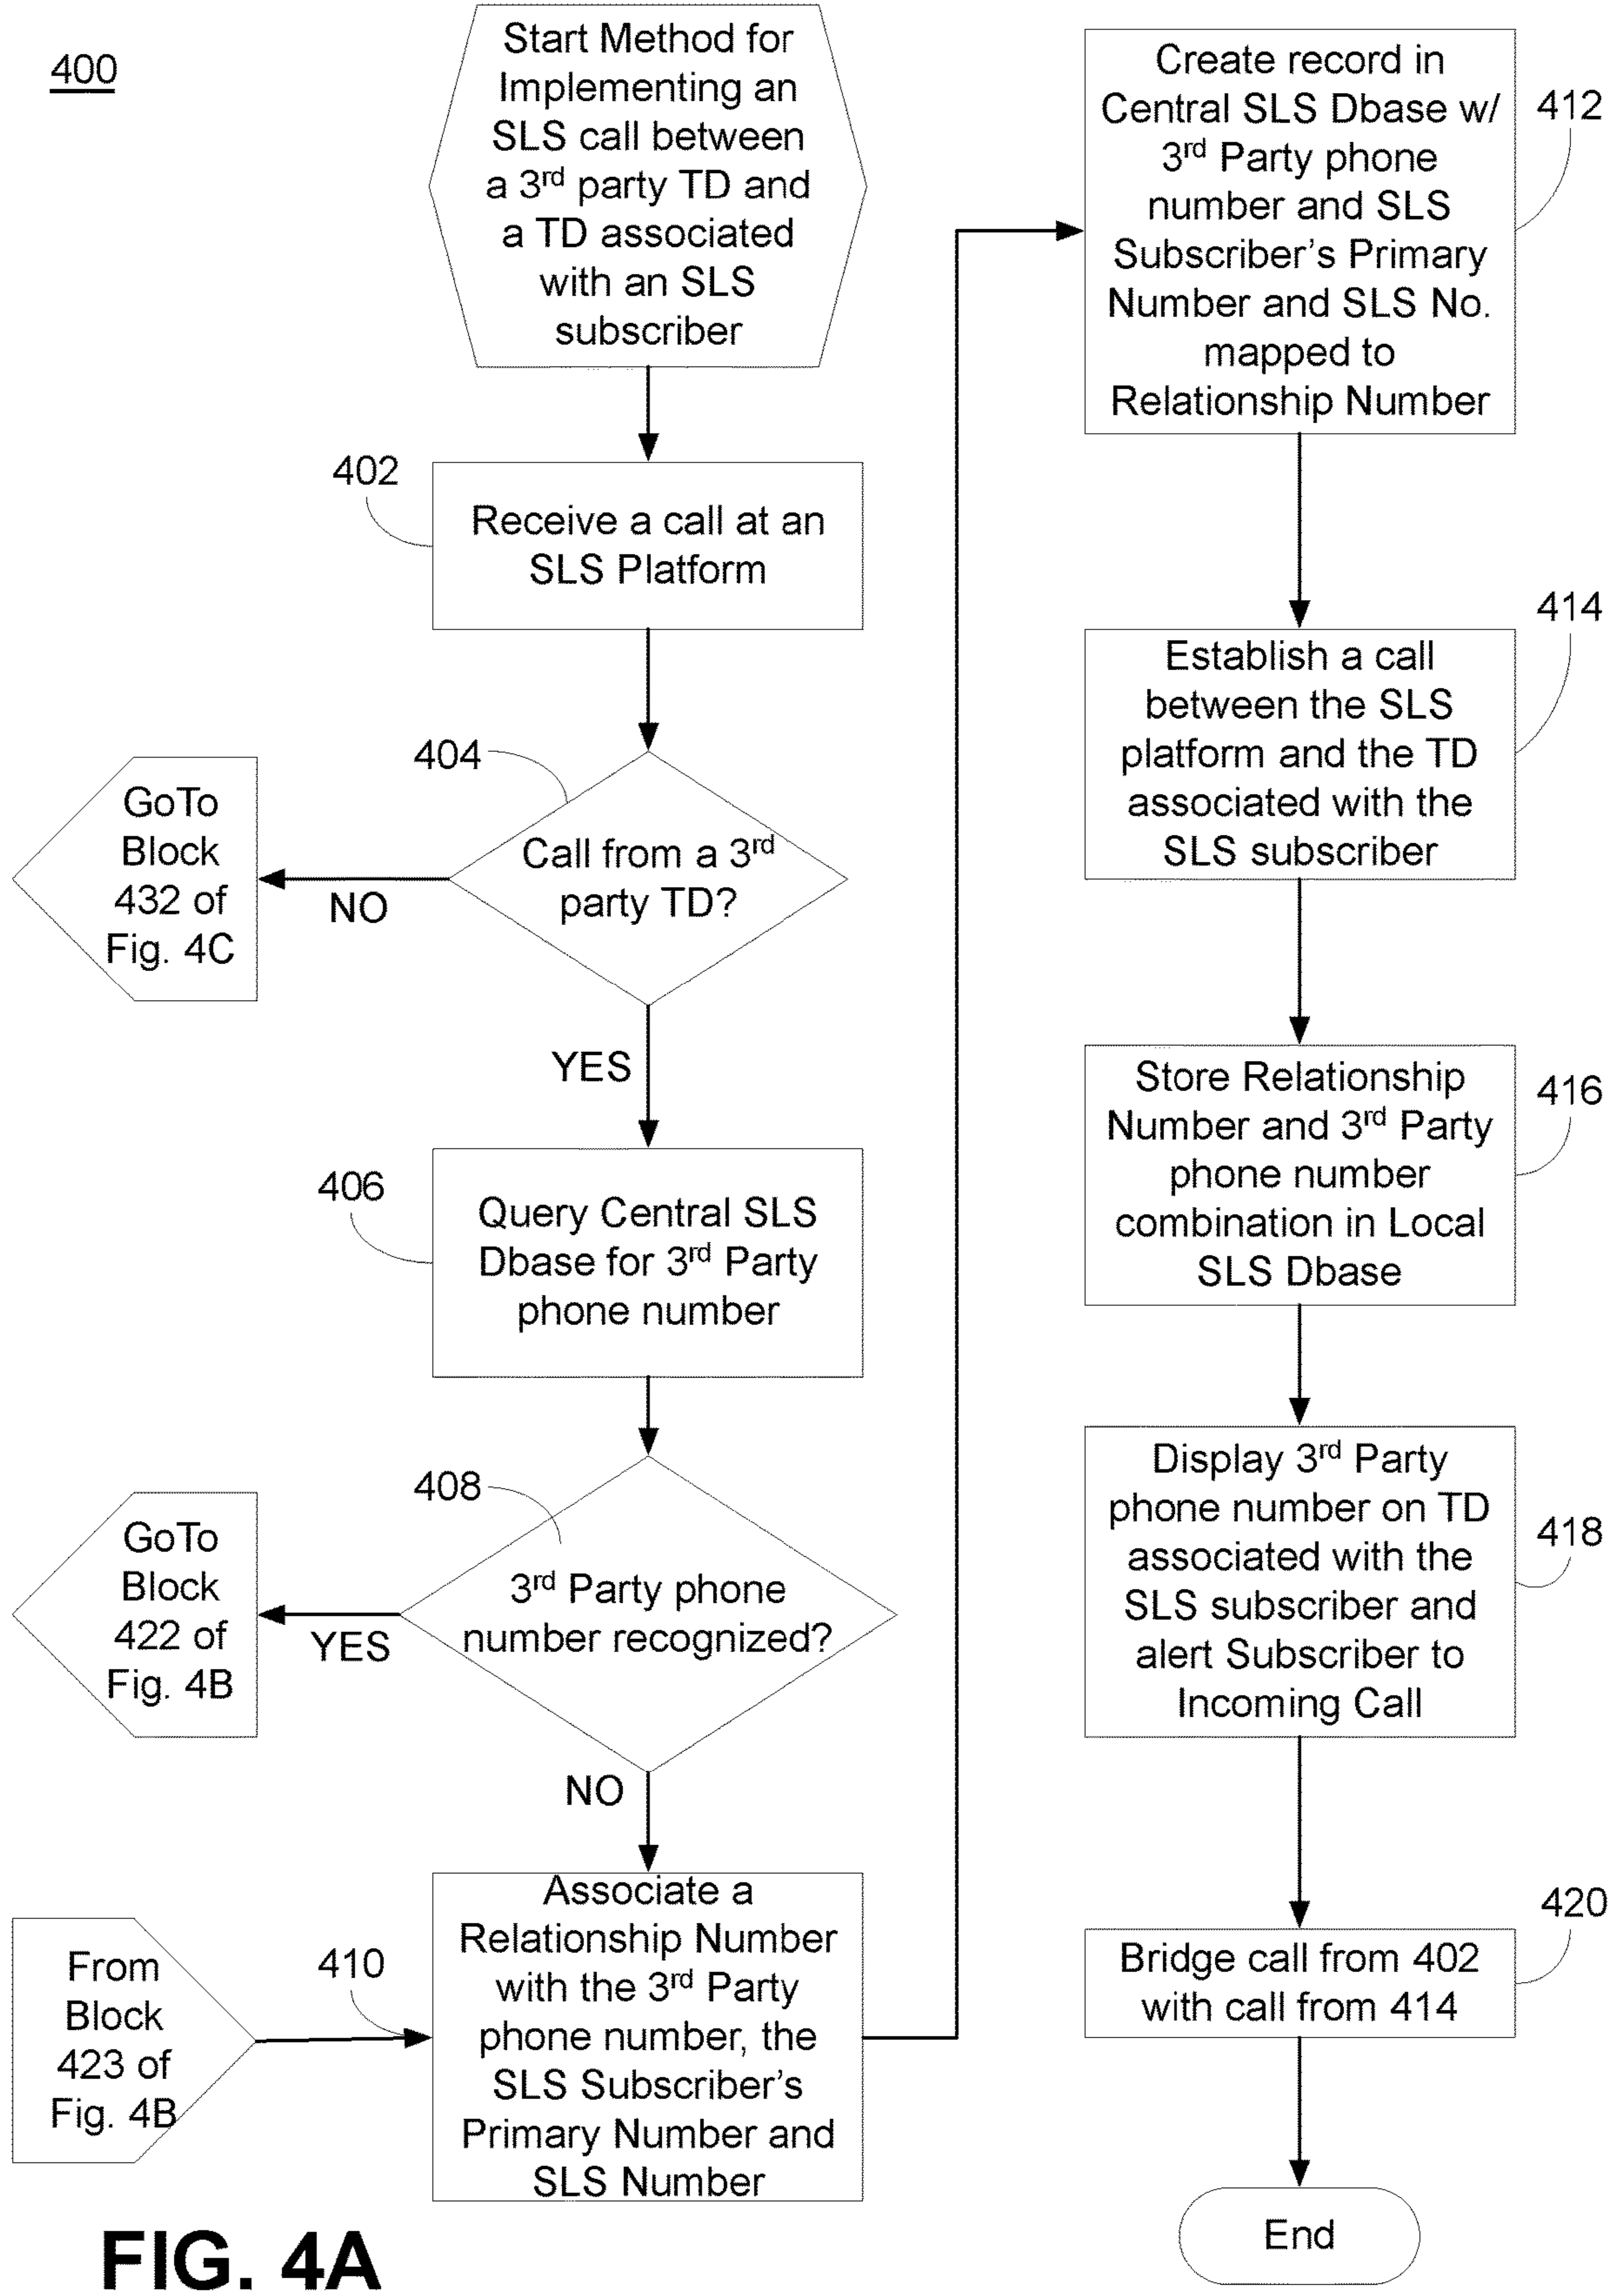 400
Start Method for
Implementing an
SLS call between
a 3rd party TD and
a TD associated
with an SLS
subscriber
402
Receive a call at an
SLS Platform
404
Call from a 3rd
party TD?
NO
GoTo
Block
432 of
Fig. 4C
YES
406
Query Central SLS
Dbase for 3rd Party
phone number
408
3rd Party phone
number recognized?
YES
GoTo
Block
422 of
Fig. 4B
NO
From
Block
423 of
Fig. 4B
410
Associate a
Relationship Number
with the 3rd Party
phone number, the
SLS Subscriber's
Primary Number and
SLS Number
Create record in
Central SLS Dbase w/
3rd Party phone
number and SLS
Subscriber's Primary
Number and SLS No.
mapped to
Relationship Number
412
Establish a call
between the SLS
platform and the TD
associated with the
SLS subscriber
414
Store Relationship
Number and 3rd Party
phone number
combination in Local
SLS Dbase
416
Display 3rd Party
phone number on TD
associated with the
SLS subscriber and
alert Subscriber to
Incoming Call
418
Bridge call from 402
with call from 414
420
End
FIG. 4A